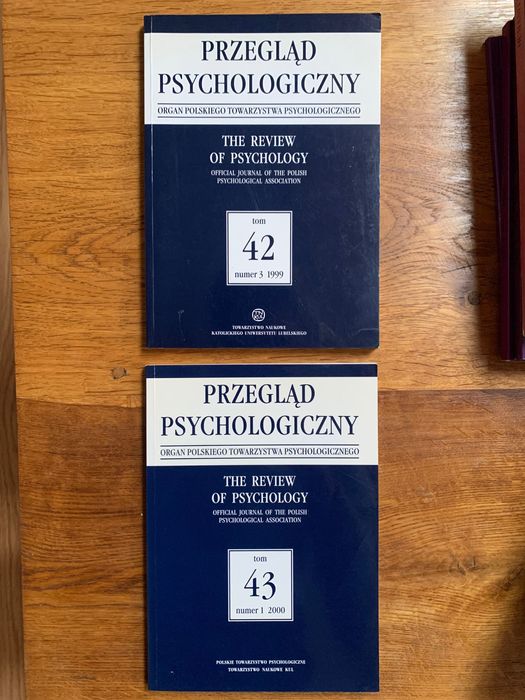 PRZEGLĄD
PSYCHOLOGICZNY
ORGAN POLSKIEGO TOWARZYSTWA PSYCHOLOGICZNEGO
THE REVIEW
OF PSYCHOLOGY
OFFICIAL JOURNAL OF THE POLISH
PSYCHOLOGICAL ASSOCIATION
tom
42
numer 3 1999
TOWARZYSTWO NAUKOWE
KATOLICKIEGO UNIWERSYTETU LUBELSKIEGO
PRZEGLĄD
PSYCHOLOGICZNY
ORGAN POLSKIEGO TOWARZYSTWA PSYCHOLOGICZNEGO
THE REVIEW
OF PSYCHOLOGY
OFFICIAL JOURNAL OF THE POLISH
PSYCHOLOGICAL ASSOCIATION
tom
43
numer 1 2000
POLSKIE TOWARZYSTWO PSYCHOLOGICZNE
TOWARZYSTWO NAUKOWE KUL